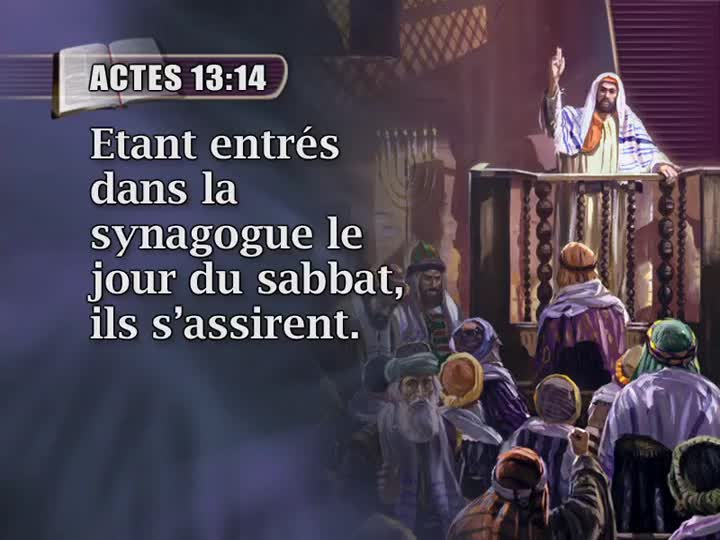 ACTES 13:14
Etant entrés
dans la
synagogue le
jour du sabbat,
ils s’assirent.